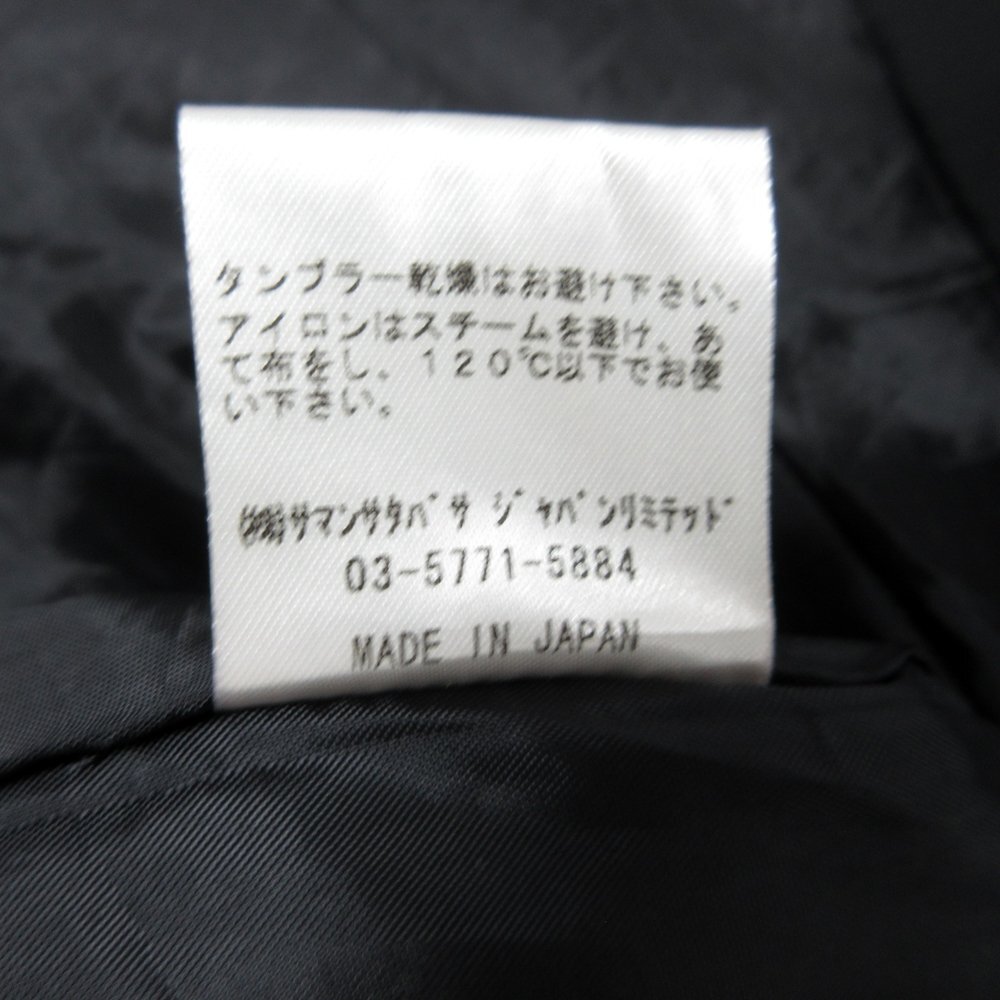 タンブラー乾燥はお避け下さい。
アイロンはスチームを避け、あ
て布をし、120℃以下でお使
い下さい。
㈱サマンサタバサ ジャパンリミテッド
03-5771-5884
MADE IN JAPAN